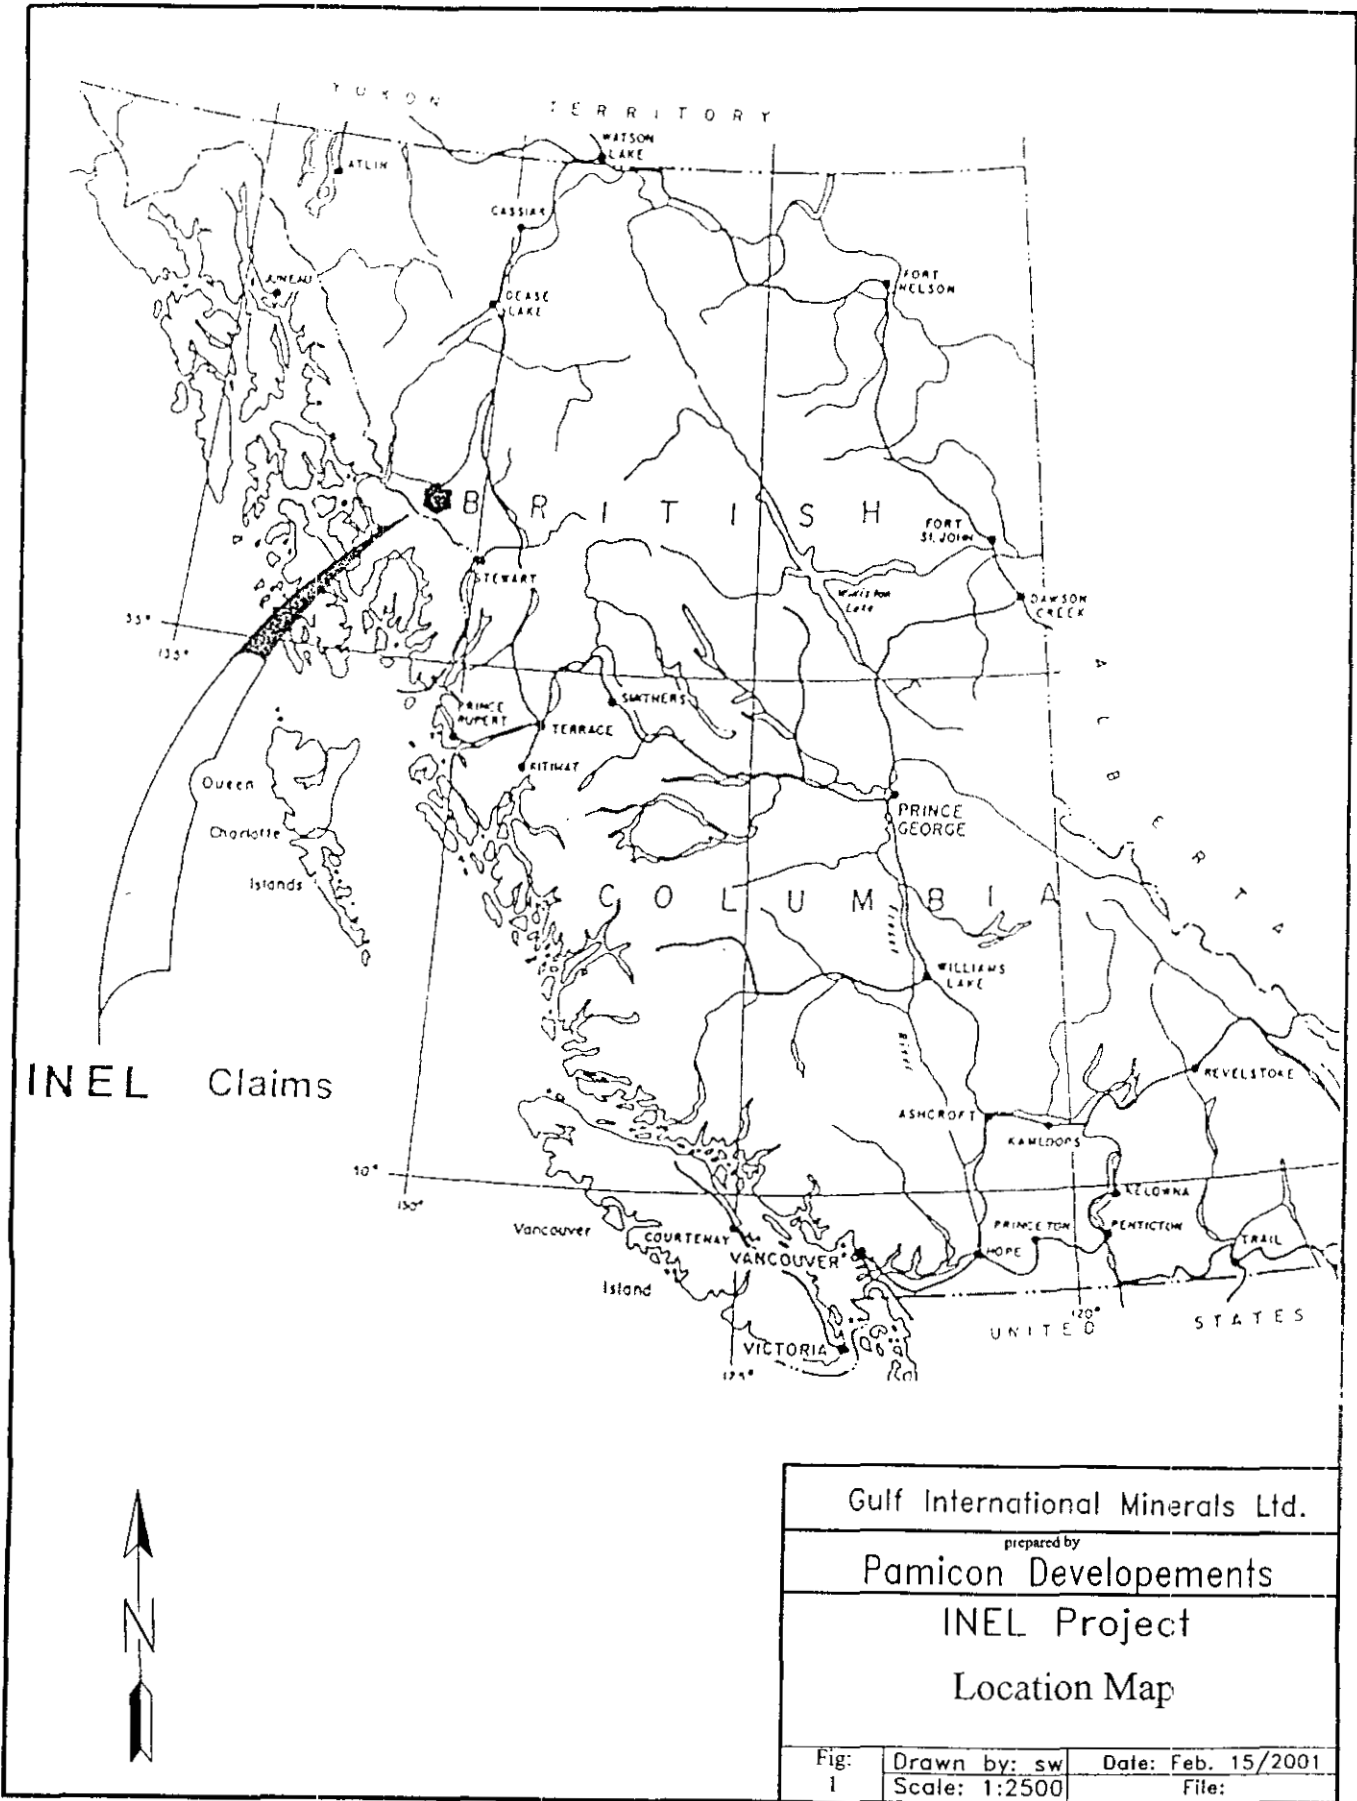 YUKON TERRITORY
WATSON
LAKE
ATLIN
CASSIAR
JUNEAU
DEASE
LAKE
FORT
NELSON
BRITISH
FORT
ST. JOHN
STEWART
Williston
Lake
DAWSON
CREEK
55°
135°
ALBERTA
PRINCE
RUPERT
SMITHERS
TERRACE
KITIMAT
Queen
Charlotte
Islands
PRINCE
GEORGE
COLUMBIA
Fraser
River
WILLIAMS
LAKE
INEL Claims
REVELSTOKE
ASHCROFT
KAMLOOPS
50°
130°
KELOWNA
Vancouver
Island
COURTENAY
VANCOUVER
PRINCETON
PENTICTON
HOPE
TRAIL
120°
UNITED STATES
VICTORIA
125°
N
Gulf International Minerals Ltd.
prepared by
Pamicon Developements
INEL Project
Location Map
Fig:
1
Drawn by: sw
Date: Feb. 15/2001
Scale: 1:2500
File: